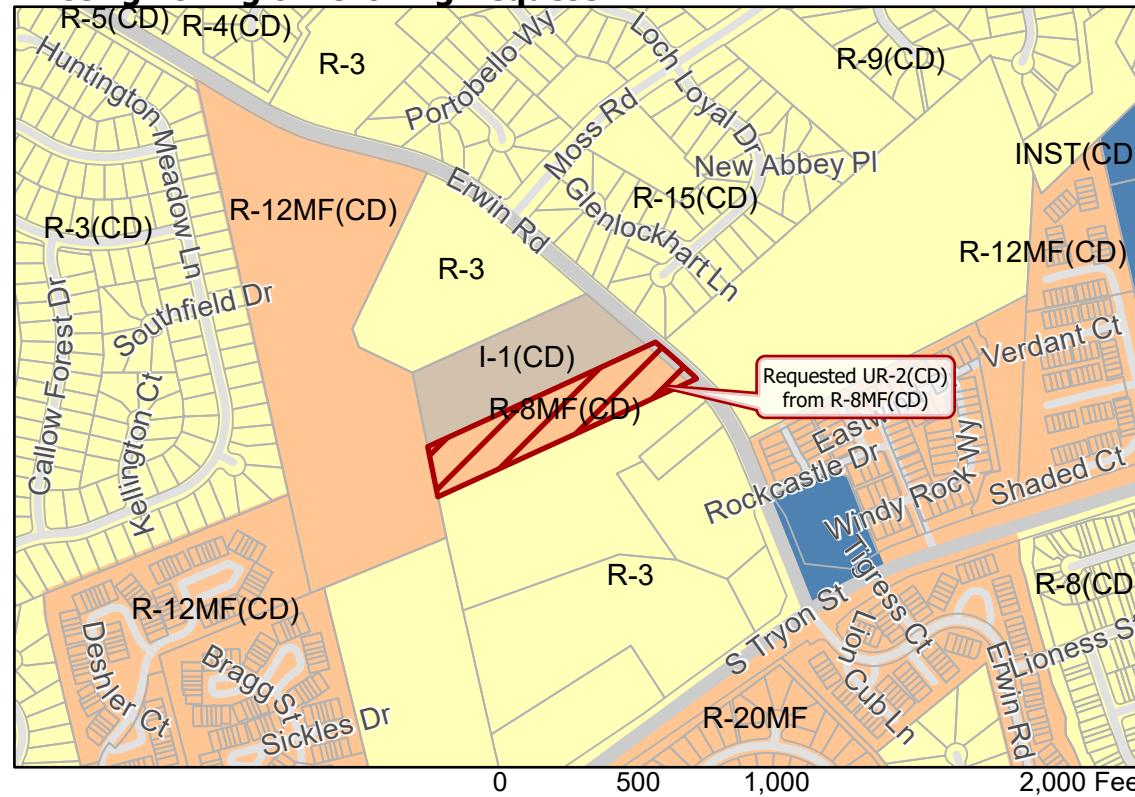 R-5(CD)
R-4(CD)
R-3
R-9(CD)
Huntington Meadow Ln
Portobello Wy
Loch Loyal Dr
Moss Rd
New Abbey Pl
INST(CD
R-12MF(CD)
R-3(CD)
Erwin Rd
Glenlockhart Ln
R-15(CD)
R-12MF(CD)
R-3
Southfield Dr
Callow Forest Dr
Kellington Ct
I-1(CD)
R-8MF(CD)
Requested UR-2(CD)
from R-8MF(CD)
Verdant Ct
Rockcastle Dr
Windy Rock Wy
Shaded Ct
R-3
Tigress Ct
R-8(CD
R-12MF(CD)
S Tryon St
Lion Cub Ln
Lioness St
Erwin Rd
Deshler Ct
Bragg St
Sickles Dr
R-20MF
0 500 1,000 2,000 Fee